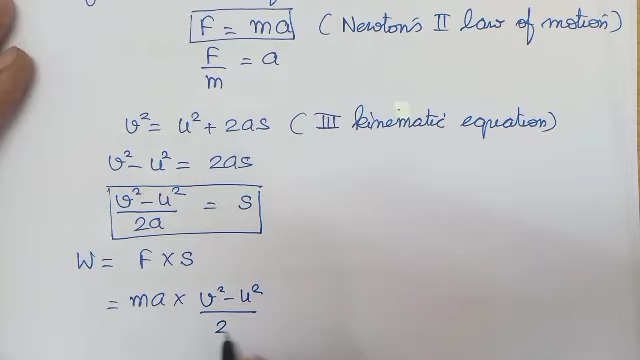 F = ma (Newton's II law of motion)
F/m = a
v² = u² + 2as (III kinematic equation)
v² - u² = 2as
v² - u²/2a = s
W = F × s
= ma × v² - u²/2